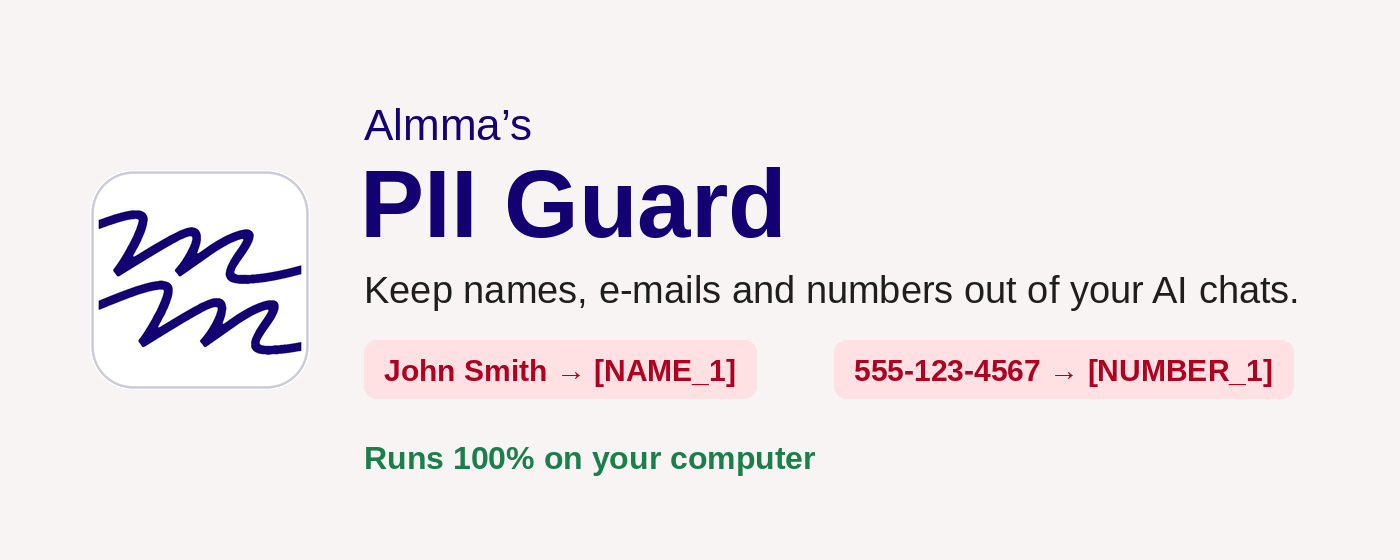 Almma’s
PII Guard
Keep names, e-mails and numbers out of your AI chats.
John Smith → [NAME_1]
555-123-4567 → [NUMBER_1]
Runs 100% on your computer